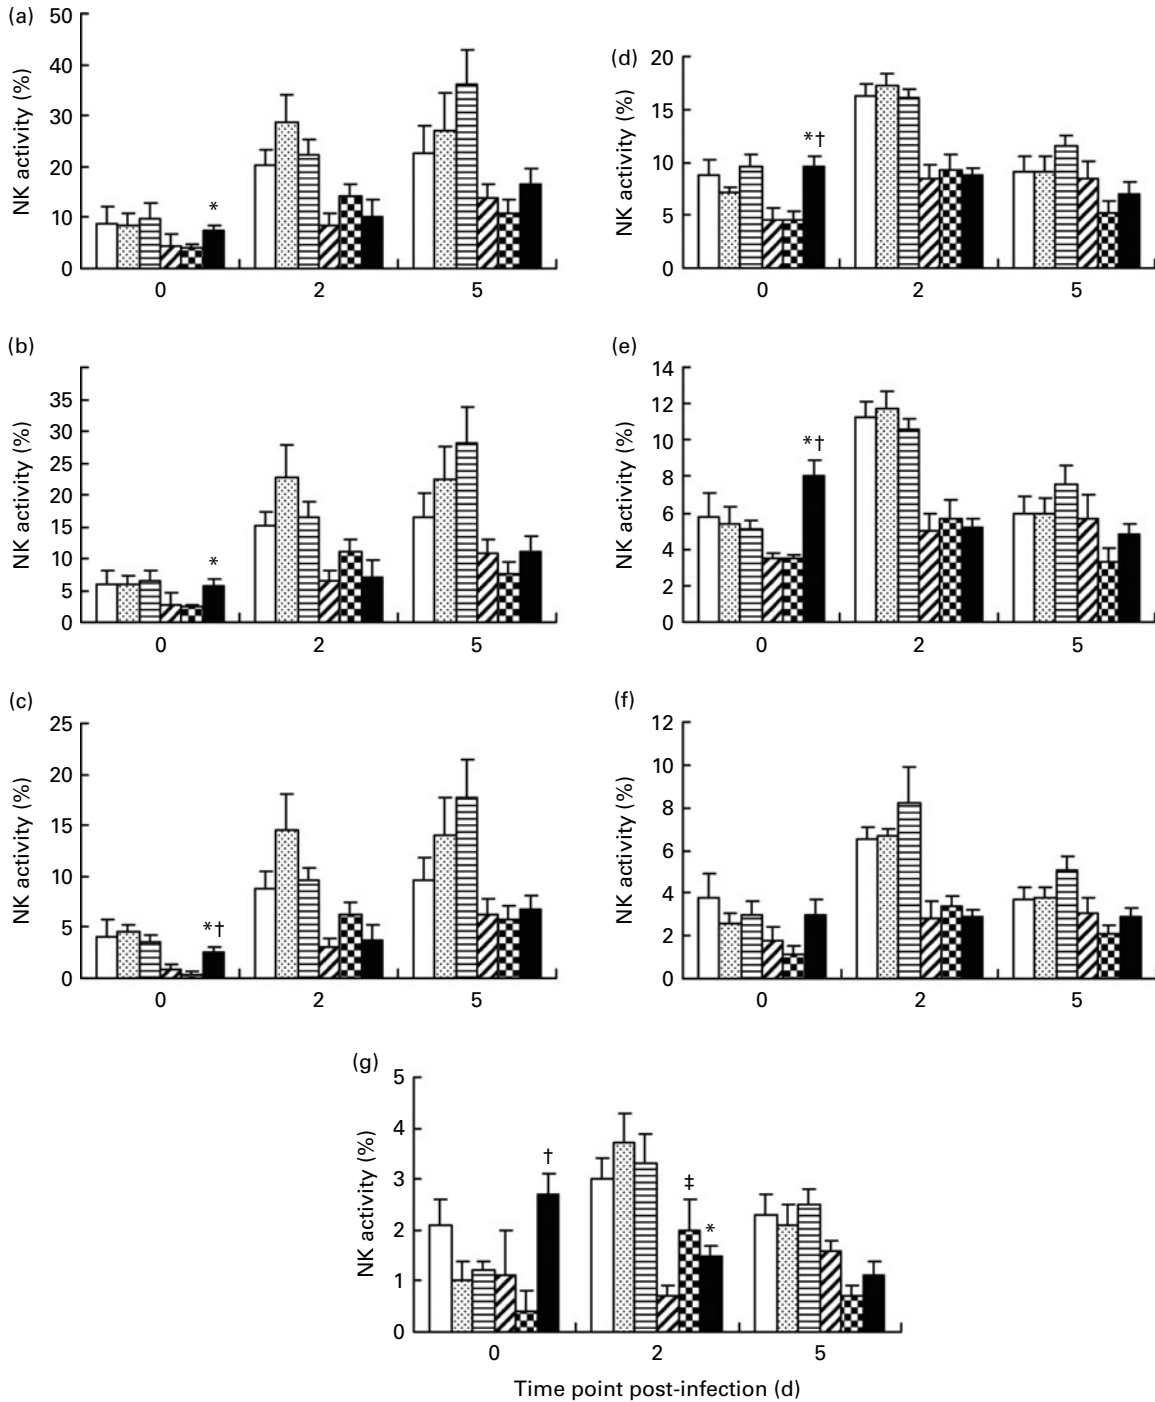 (a)
NK activity (%)
50
40
30
20
10
0
*
0 2 5
(d)
NK activity (%)
20
15
10
5
0
*†
0 2 5
(b)
NK activity (%)
35
30
25
20
15
10
5
0
*
0 2 5
(e)
NK activity (%)
14
12
10
8
6
4
2
0
*†
0 2 5
(c)
NK activity (%)
25
20
15
10
5
0
*†
0 2 5
(f)
NK activity (%)
12
10
8
6
4
2
0
0 2 5
(g)
NK activity (%)
5
4
3
2
1
0
†
‡
*
0 2 5
Time point post-infection (d)